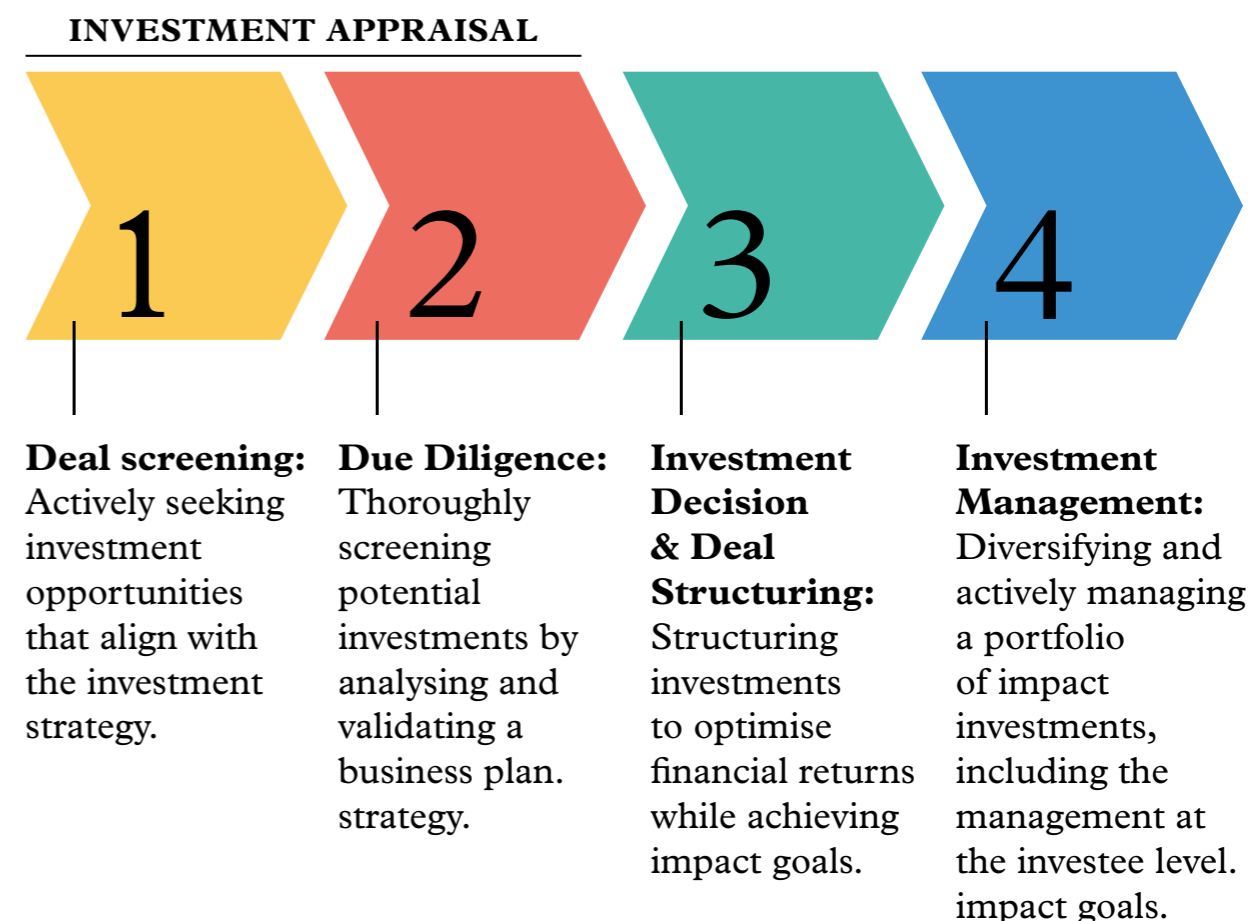 INVESTMENT APPRAISAL
1
2
3
4
Deal screening:
Actively seeking
investment
opportunities
that align with
the investment
strategy.
Due Diligence:
Thoroughly
screening
potential
investments by
analysing and
validating a
business plan.
strategy.
Investment
Decision
& Deal
Structuring:
Structuring
investments
to optimise
financial returns
while achieving
impact goals.
Investment
Management:
Diversifying and
actively managing
a portfolio
of impact
investments,
including the
management at
the investee level.
impact goals.